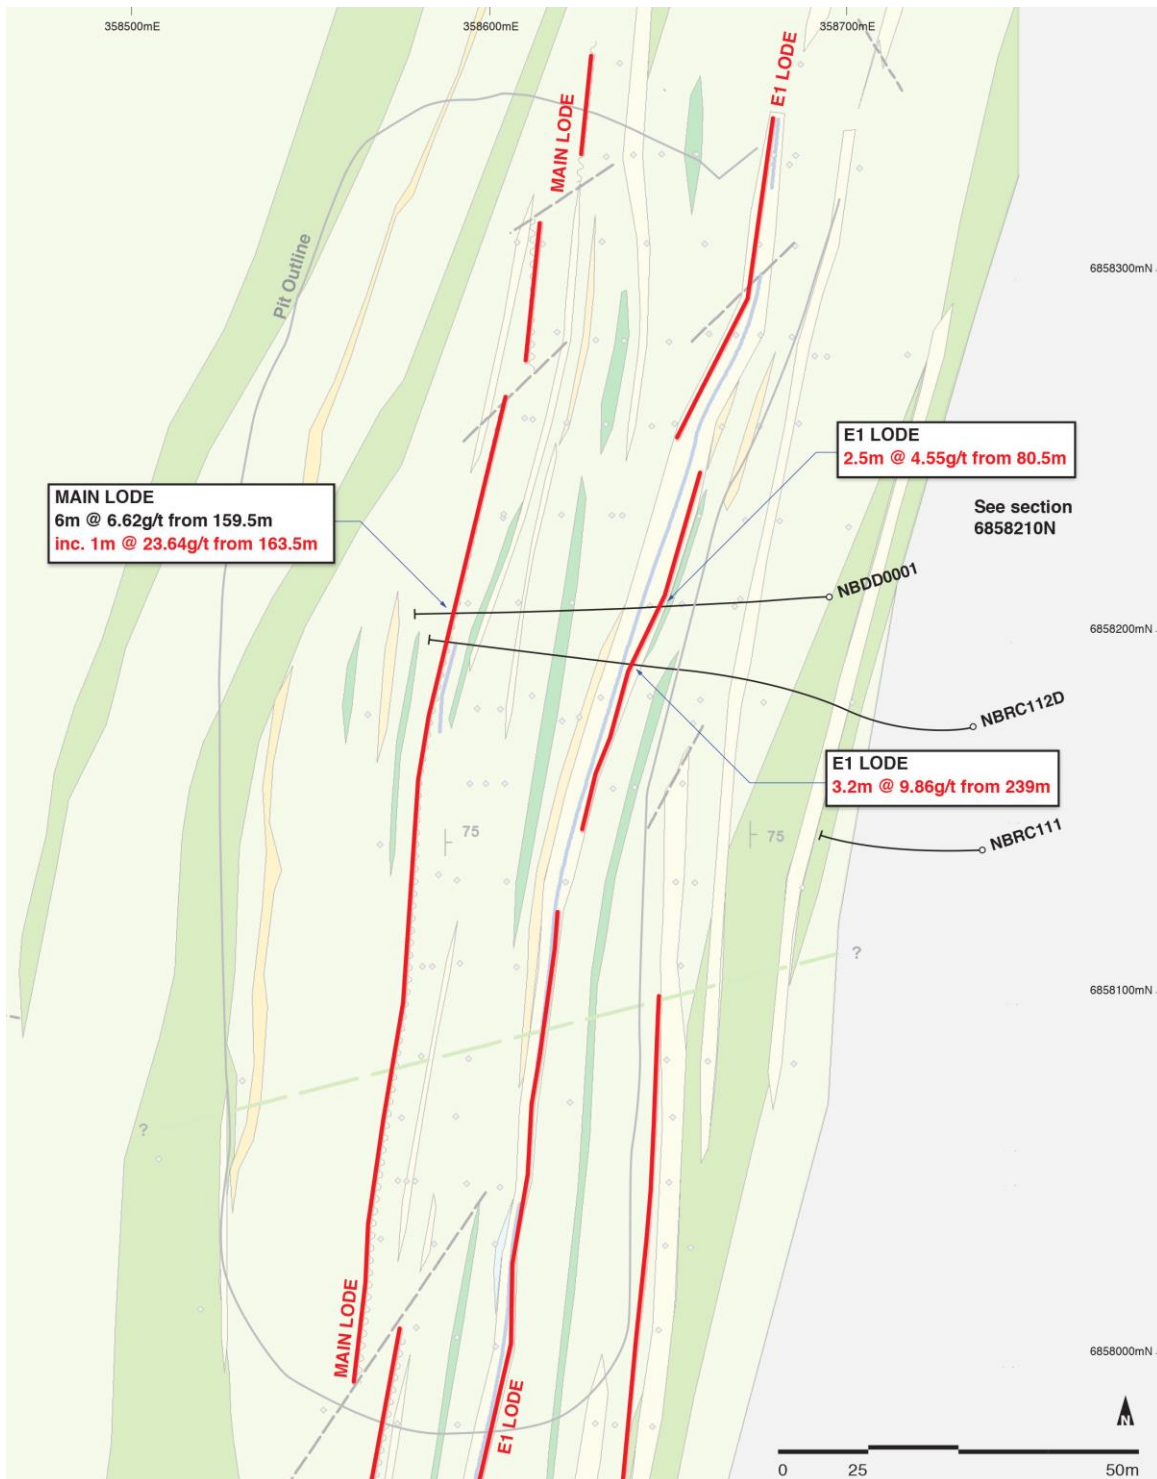 358500mE
358600mE
358700mE
E1 LODE
MAIN LODE
Pit Outline
6858300mN
E1 LODE
2.5m @ 4.55g/t from 80.5m
MAIN LODE
6m @ 6.62g/t from 159.5m
inc. 1m @ 23.64g/t from 163.5m
See section
6858210N
NBDD0001
6858200mN
NBRC112D
E1 LODE
3.2m @ 9.86g/t from 239m
75
75
NBRC111
?
6858100mN
?
MAIN LODE
6858000mN
E1 LODE
N
0 25 50m